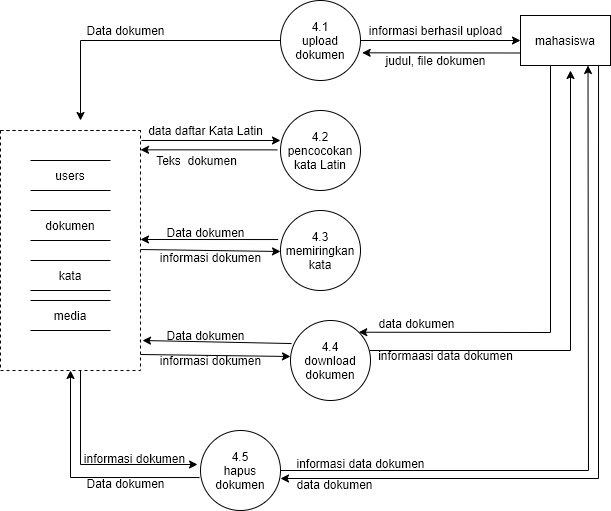 Data dokumen
4.1
upload
dokumen
informasi berhasil upload
judul, file dokumen
mahasiswa
data daftar Kata Latin
Teks dokumen
4.2
pencocokan
kata Latin
users
dokumen
kata
media
Data dokumen
informasi dokumen
4.3
memiringkan
kata
Data dokumen
informasi dokumen
4.4
download
dokumen
data dokumen
informaasi data dokumen
informasi dokumen
Data dokumen
4.5
hapus
dokumen
informasi data dokumen
data dokumen